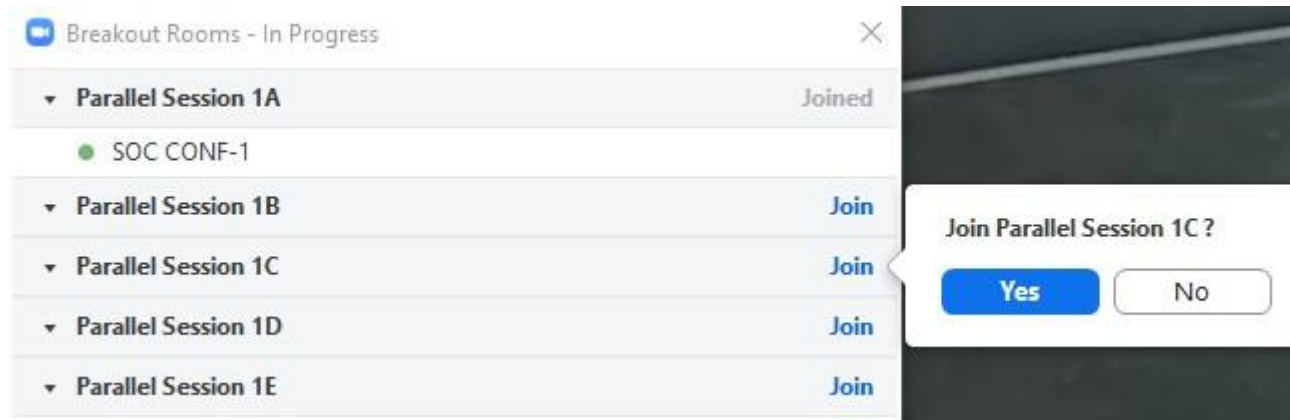 Breakout Rooms - In Progress
Parallel Session 1A Joined
SOC CONF-1
Parallel Session 1B Join
Parallel Session 1C Join
Parallel Session 1D Join
Parallel Session 1E Join
Join Parallel Session 1C ?
Yes No